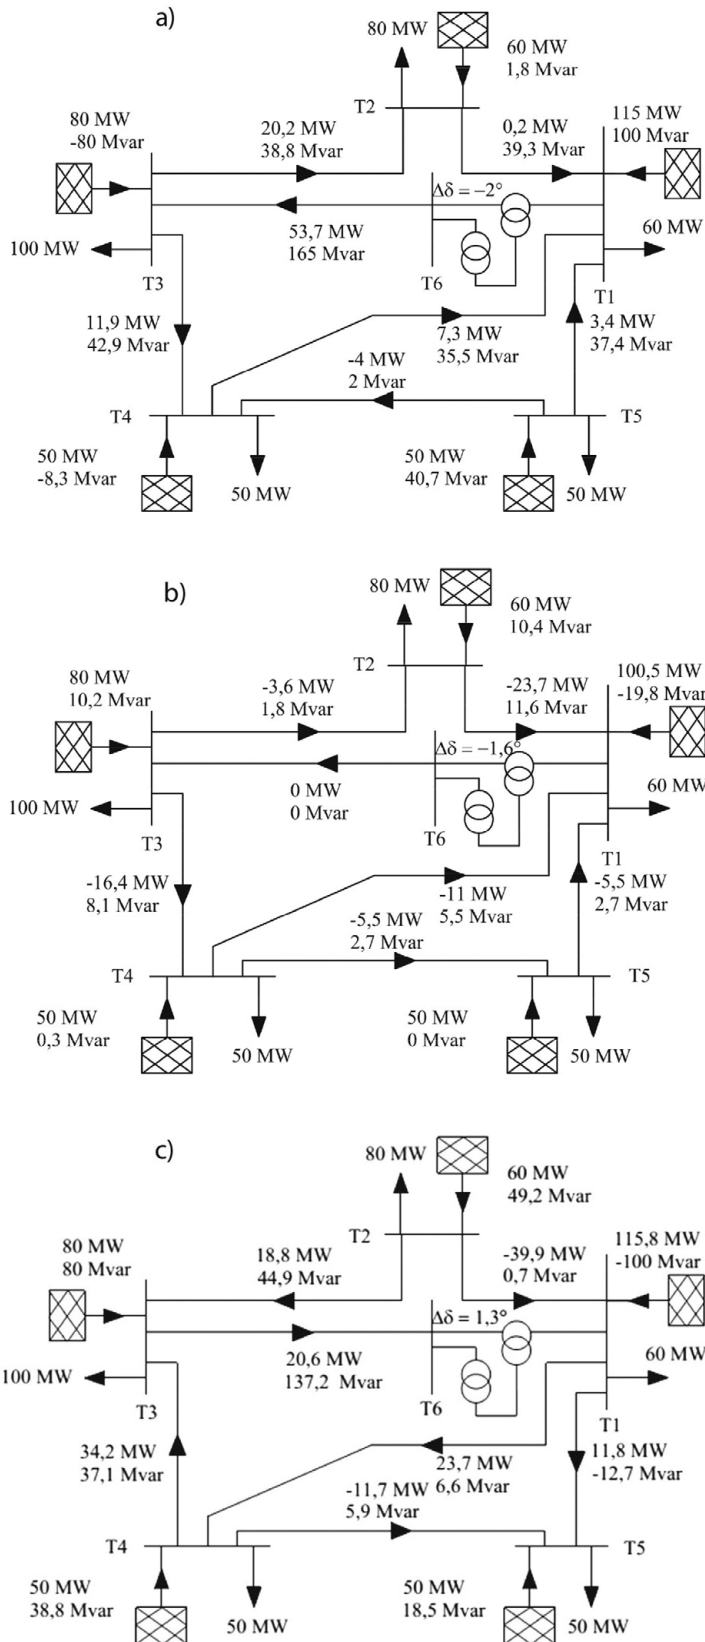 a)
80 MW
60 MW
1,8 Mvar
T2
80 MW
-80 Mvar
20,2 MW
38,8 Mvar
0,2 MW
39,3 Mvar
115 MW
100 Mvar
Δδ = −2°
100 MW
53,7 MW
165 Mvar
60 MW
T3
T6
T1
11,9 MW
42,9 Mvar
7,3 MW
35,5 Mvar
3,4 MW
37,4 Mvar
-4 MW
2 Mvar
T4
T5
50 MW
-8,3 Mvar
50 MW
50 MW
40,7 Mvar
50 MW
b)
80 MW
60 MW
10,4 Mvar
T2
80 MW
10,2 Mvar
-3,6 MW
1,8 Mvar
-23,7 MW
11,6 Mvar
100,5 MW
-19,8 Mvar
Δδ = −1,6°
100 MW
0 MW
0 Mvar
60 MW
T3
T6
T1
-16,4 MW
8,1 Mvar
-11 MW
5,5 Mvar
-5,5 MW
2,7 Mvar
-5,5 MW
2,7 Mvar
T4
T5
50 MW
0,3 Mvar
50 MW
50 MW
0 Mvar
50 MW
c)
80 MW
60 MW
49,2 Mvar
T2
80 MW
80 Mvar
18,8 MW
44,9 Mvar
-39,9 MW
0,7 Mvar
115,8 MW
-100 Mvar
Δδ = 1,3°
100 MW
20,6 MW
137,2 Mvar
60 MW
T3
T6
T1
34,2 MW
37,1 Mvar
23,7 MW
6,6 Mvar
11,8 MW
-12,7 Mvar
-11,7 MW
5,9 Mvar
T4
T5
50 MW
38,8 Mvar
50 MW
50 MW
18,5 Mvar
50 MW